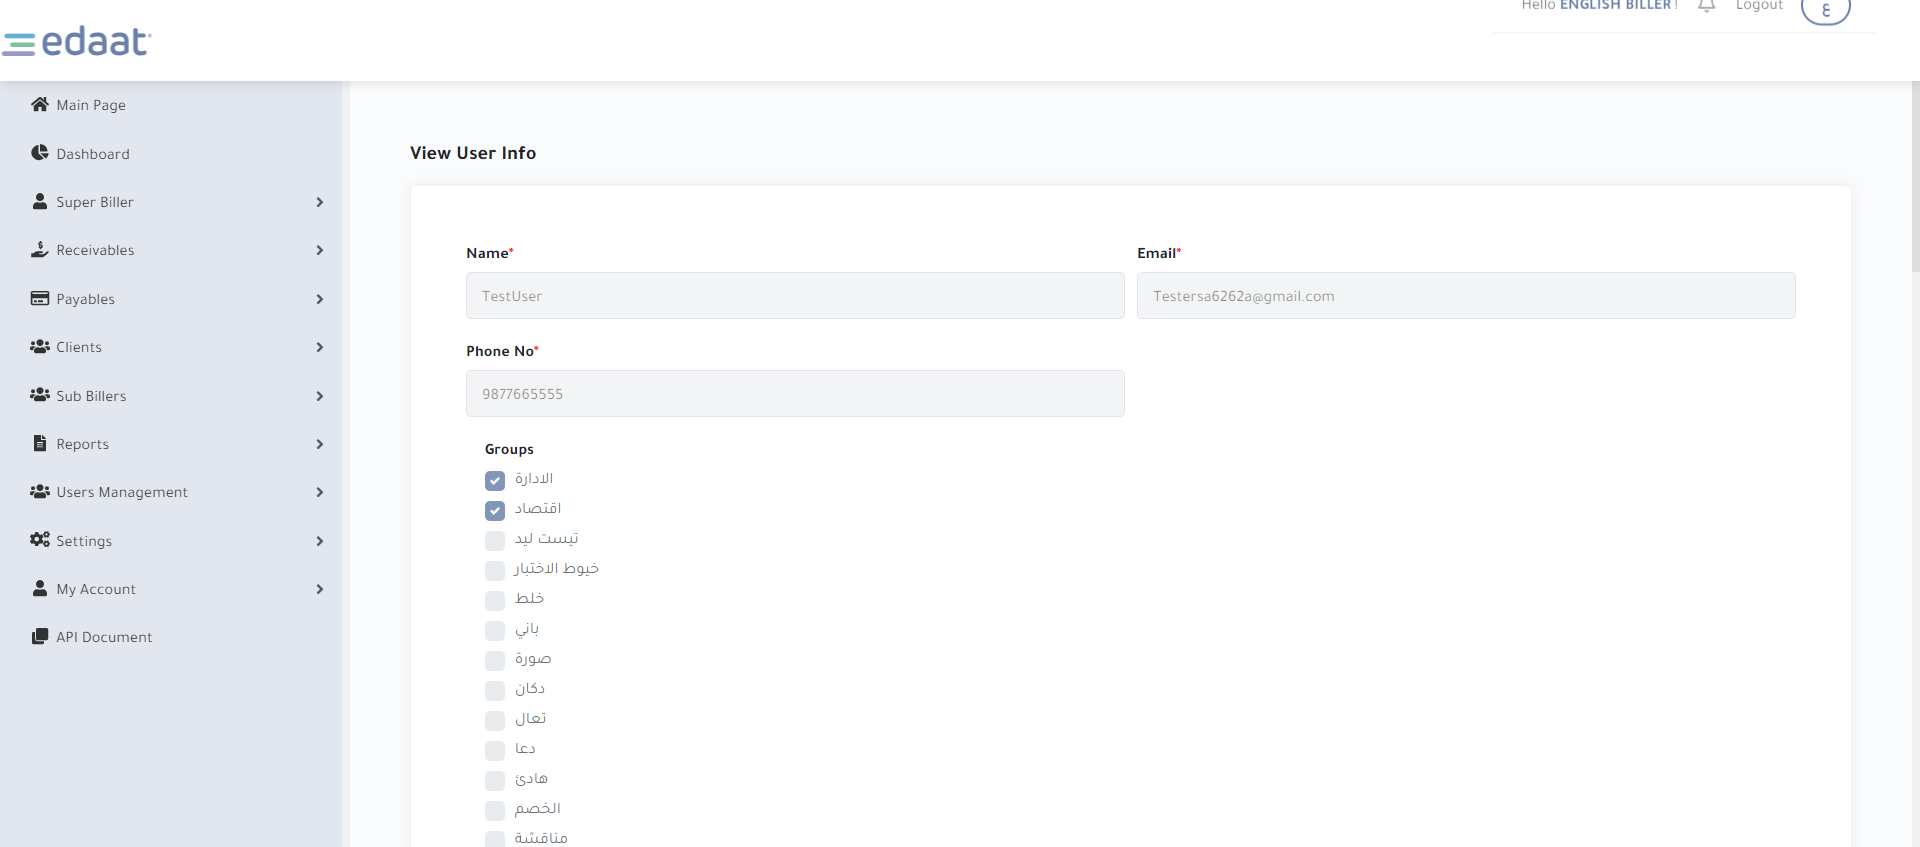 Hello ENGLISH BILLER !
Logout
ع
edaat
Main Page
Dashboard
Super Biller
Receivables
Payables
Clients
Sub Billers
Reports
Users Management
Settings
My Account
API Document
View User Info
Name*
TestUser
Email*
Testersa6262a@gmail.com
Phone No*
9877665555
Groups
الادارة
اقتصاد
تيست ليد
خيوط الاختبار
خلط
باني
صورة
دكان
تعال
دعا
هادئ
الخصم
مناقشة